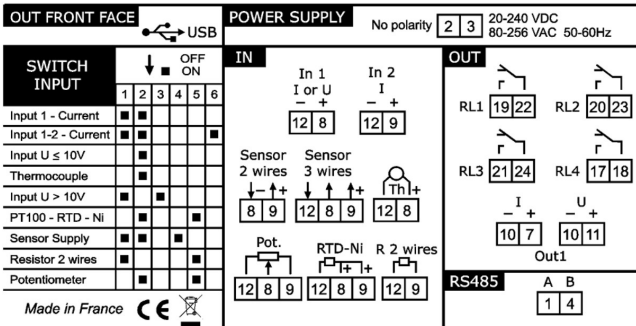 OUT FRONT FACE
USB
SWITCH INPUT
OFF
ON
1 2 3 4 5 6
Input 1 - Current
Input 1-2 - Current
Input U ≤ 10V
Thermocouple
Input U > 10V
PT100 - RTD - Ni
Sensor Supply
Resistor 2 wires
Potentiometer
Made in France CE
POWER SUPPLY
No polarity 2 3 20-240 VDC
80-256 VAC 50-60Hz
IN
In 1
I or U
- +
12 8
In 2
I
- +
12 9
Sensor
2 wires
- +
8 9
Sensor
3 wires
- +
12 8 9
Th +
12 8
Pot.
12 8 9
RTD-Ni
+ +
12 8 9
R 2 wires
12 9
OUT
RL1 19 22
RL2 20 23
RL3 21 24
RL4 17 18
I
- +
10 7
U
- +
10 11
Out1
RS485
A B
1 4